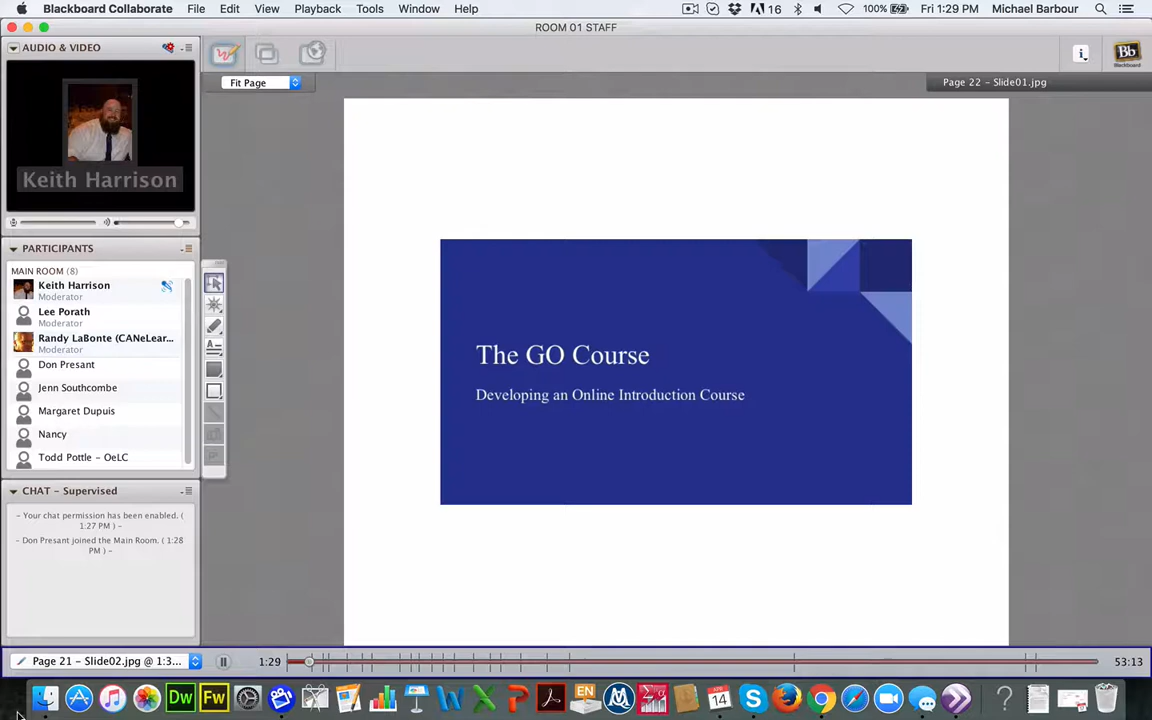 Blackboard Collaborate File Edit View Playback Tools Window Help 16 100% Fri 1:29 PM Michael Barbour
ROOM 01 STAFF
AUDIO & VIDEO
Keith Harrison
Fit Page
Page 22 – Slide01.jpg
i
Bb
Blackboard
PARTICIPANTS
MAIN ROOM (8)
Keith Harrison
Moderator
Lee Porath
Moderator
Randy LaBonte (CANeLear...
Moderator
Don Presant
Jenn Southcombe
Margaret Dupuis
Nancy
Todd Pottle – OeLC
CHAT – Supervised
– Your chat permission has been enabled. (
1:27 PM ) –
– Don Presant joined the Main Room. ( 1:28
PM ) –
A
The GO Course
Developing an Online Introduction Course
Page 21 – Slide02.jpg @ 1:3...
1:29
53:13
Dw Fw W X P EN 14 S ?